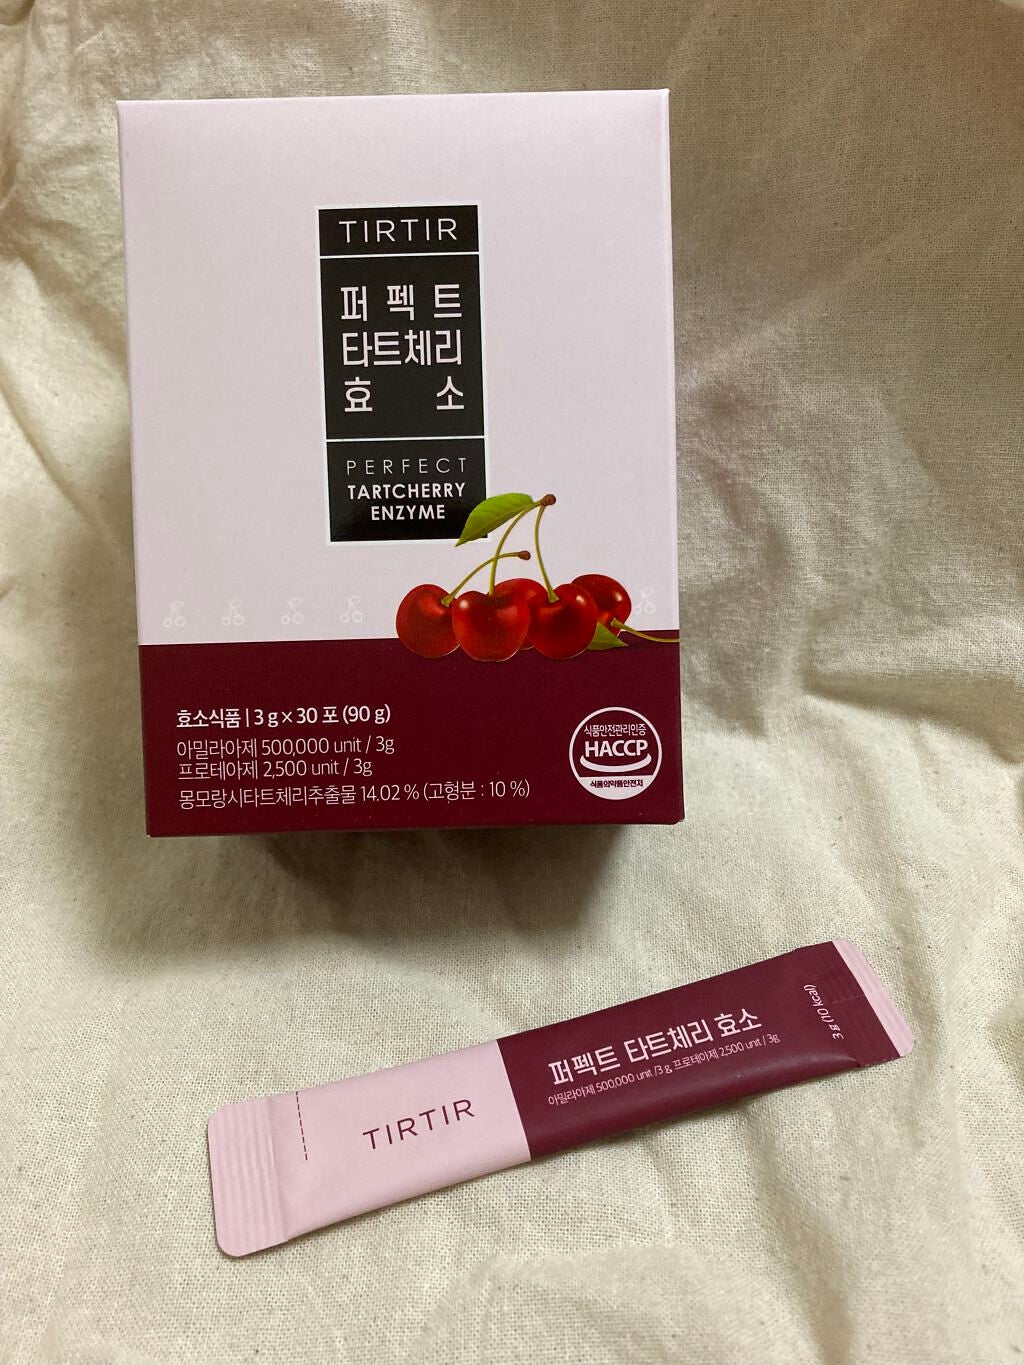 TIRTIR
퍼펙트
타트체리
효소
PERFECT
TARTCHERRY
ENZYME
효소식품 | 3 g × 30 포 (90 g)
아밀라아제 500,000 unit / 3g
프로테아제 2,500 unit / 3g
몽모랑시타트체리추출물 14.02 % (고형분 : 10 %)
식품안전관리인증
HACCP
식품의약품안전처
TIRTIR
퍼펙트 타트체리 효소
아밀라아제 500,000 unit /3 g, 프로테아제 2,500 unit / 3g
3 g (10 kcal)